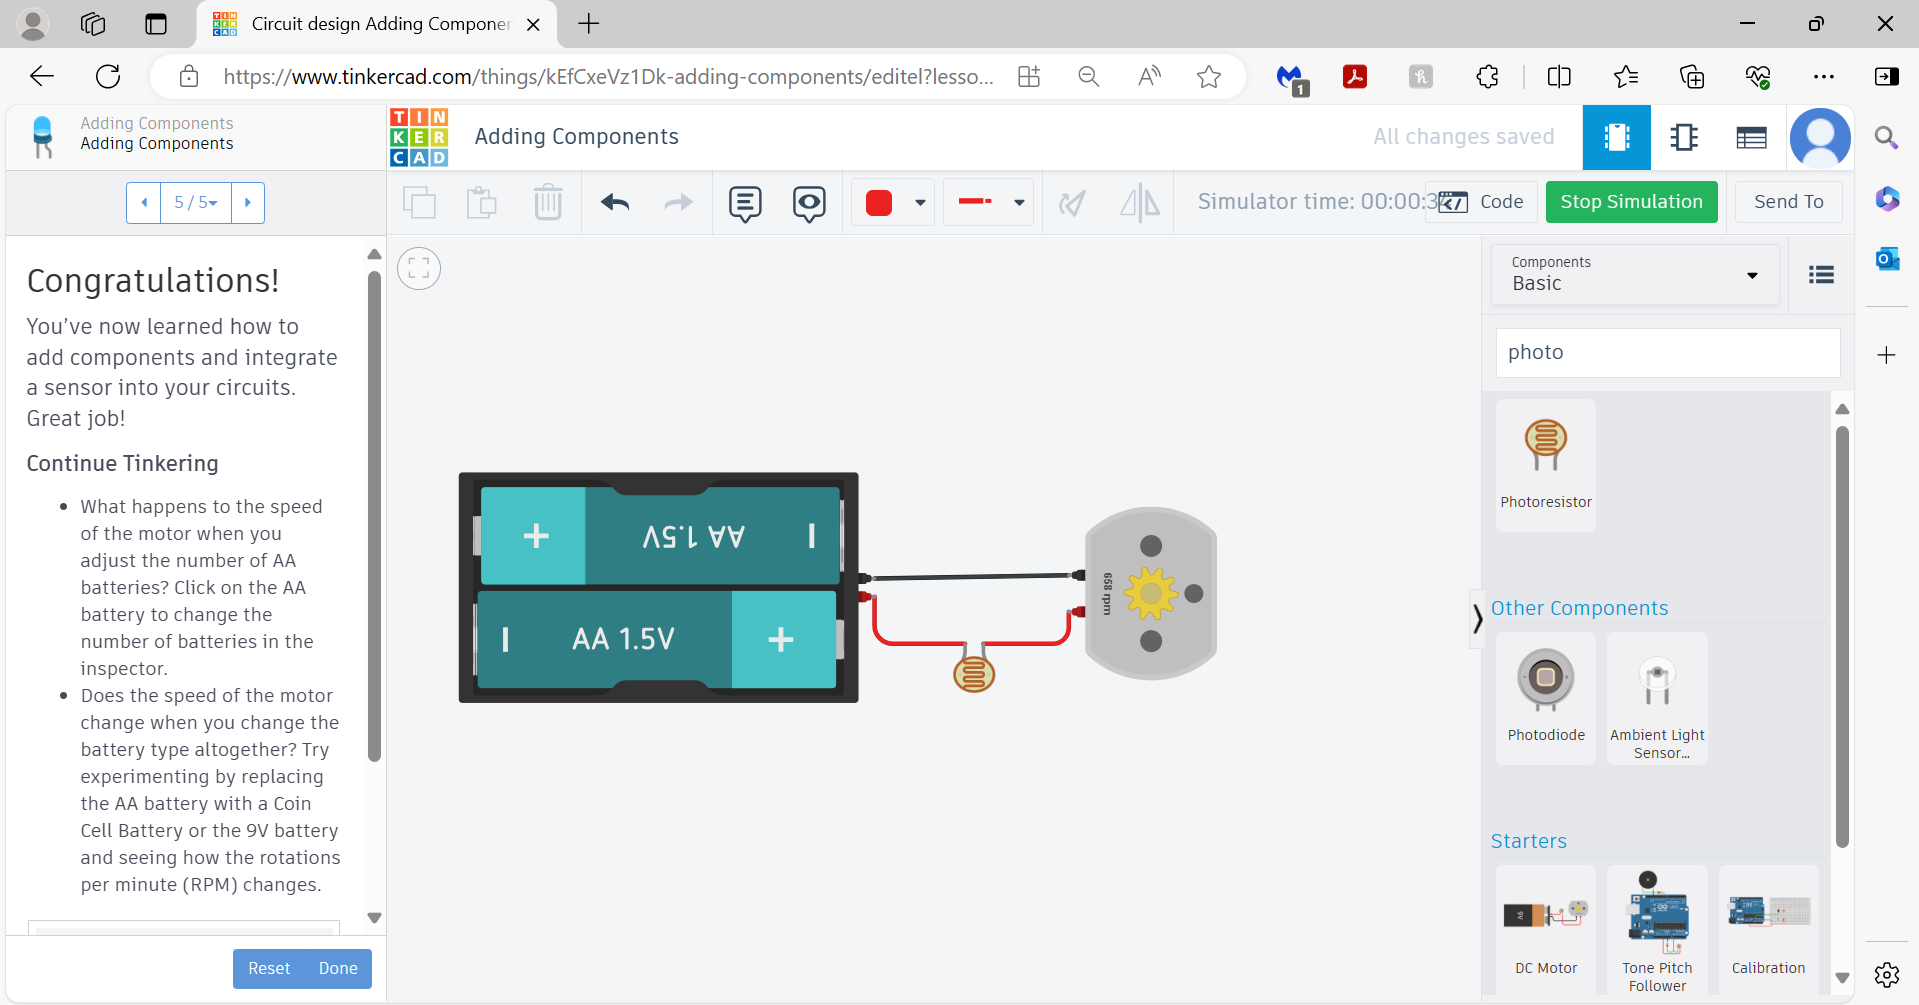 Circuit design Adding Componen
https://www.tinkercad.com/things/kEfCxeVz1Dk-adding-components/editel?lesso...
1
Adding Components
Adding Components
TIN
KER
CAD
Adding Components
All changes saved
5 / 5
Simulator time: 00:00:3
Code
Stop Simulation
Send To
Congratulations!
You’ve now learned how to
add components and integrate
a sensor into your circuits.
Great job!
Continue Tinkering
• What happens to the speed
of the motor when you
adjust the number of AA
batteries? Click on the AA
battery to change the
number of batteries in the
inspector.
• Does the speed of the motor
change when you change the
battery type altogether? Try
experimenting by replacing
the AA battery with a Coin
Cell Battery or the 9V battery
and seeing how the rotations
per minute (RPM) changes.
Reset
Done
+ AA 1.5V -
- AA 1.5V +
658 rpm
Components
Basic
photo
Photoresistor
Other Components
Photodiode
Ambient Light
Sensor...
Starters
9V
DC Motor
Tone Pitch
Follower
Calibration